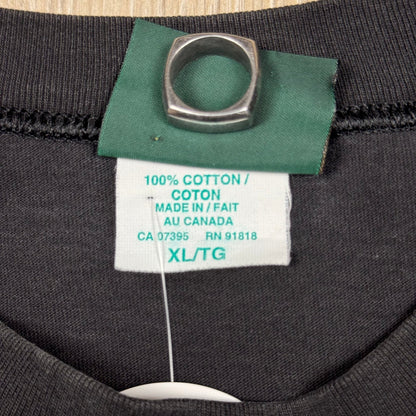 100% COTTON /
COTON
MADE IN / FAIT
AU CANADA
CA 07395 RN 91818
XL/TG